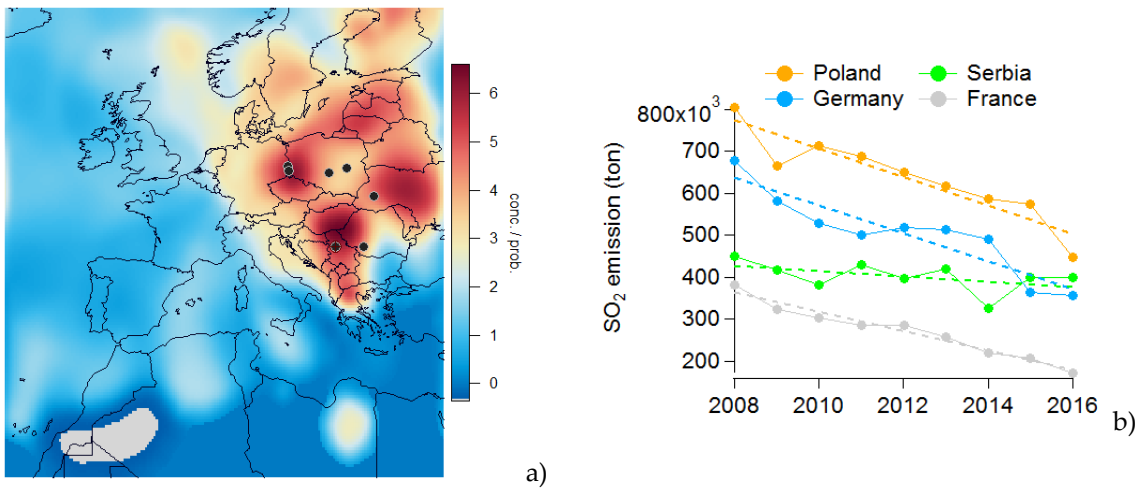 6
5
4
3
2
1
0
conc. / prob.
a)
Poland
Serbia
Germany
France
800x10³
700
600
500
400
300
200
SO₂ emission (ton)
2008
2010
2012
2014
2016
b)